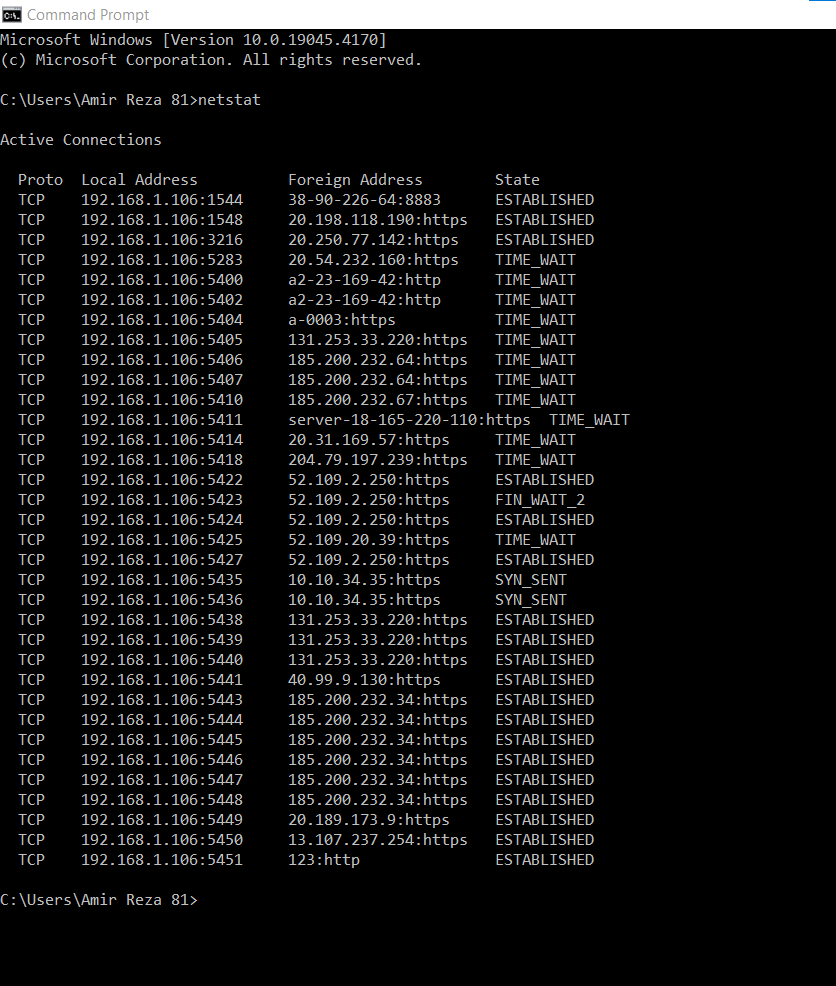 Command Prompt
Microsoft Windows [Version 10.0.19045.4170]
(c) Microsoft Corporation. All rights reserved.
C:\Users\Amir Reza 81>netstat
Active Connections
Proto  Local Address          Foreign Address        State
TCP    192.168.1.106:1544     38-90-226-64:8883      ESTABLISHED
TCP    192.168.1.106:1548     20.198.118.190:https   ESTABLISHED
TCP    192.168.1.106:3216     20.250.77.142:https    ESTABLISHED
TCP    192.168.1.106:5283     20.54.232.160:https    TIME_WAIT
TCP    192.168.1.106:5400     a2-23-169-42:http      TIME_WAIT
TCP    192.168.1.106:5402     a2-23-169-42:http      TIME_WAIT
TCP    192.168.1.106:5404     a-0003:https           TIME_WAIT
TCP    192.168.1.106:5405     131.253.33.220:https   TIME_WAIT
TCP    192.168.1.106:5406     185.200.232.64:https   TIME_WAIT
TCP    192.168.1.106:5407     185.200.232.64:https   TIME_WAIT
TCP    192.168.1.106:5410     185.200.232.67:https   TIME_WAIT
TCP    192.168.1.106:5411     server-18-165-220-110:https  TIME_WAIT
TCP    192.168.1.106:5414     20.31.169.57:https     TIME_WAIT
TCP    192.168.1.106:5418     204.79.197.239:https   TIME_WAIT
TCP    192.168.1.106:5422     52.109.2.250:https     ESTABLISHED
TCP    192.168.1.106:5423     52.109.2.250:https     FIN_WAIT_2
TCP    192.168.1.106:5424     52.109.2.250:https     ESTABLISHED
TCP    192.168.1.106:5425     52.109.20.39:https     TIME_WAIT
TCP    192.168.1.106:5427     52.109.2.250:https     ESTABLISHED
TCP    192.168.1.106:5435     10.10.34.35:https      SYN_SENT
TCP    192.168.1.106:5436     10.10.34.35:https      SYN_SENT
TCP    192.168.1.106:5438     131.253.33.220:https   ESTABLISHED
TCP    192.168.1.106:5439     131.253.33.220:https   ESTABLISHED
TCP    192.168.1.106:5440     131.253.33.220:https   ESTABLISHED
TCP    192.168.1.106:5441     40.99.9.130:https      ESTABLISHED
TCP    192.168.1.106:5443     185.200.232.34:https   ESTABLISHED
TCP    192.168.1.106:5444     185.200.232.34:https   ESTABLISHED
TCP    192.168.1.106:5445     185.200.232.34:https   ESTABLISHED
TCP    192.168.1.106:5446     185.200.232.34:https   ESTABLISHED
TCP    192.168.1.106:5447     185.200.232.34:https   ESTABLISHED
TCP    192.168.1.106:5448     185.200.232.34:https   ESTABLISHED
TCP    192.168.1.106:5449     20.189.173.9:https     ESTABLISHED
TCP    192.168.1.106:5450     13.107.237.254:https   ESTABLISHED
TCP    192.168.1.106:5451     123:http               ESTABLISHED
C:\Users\Amir Reza 81>